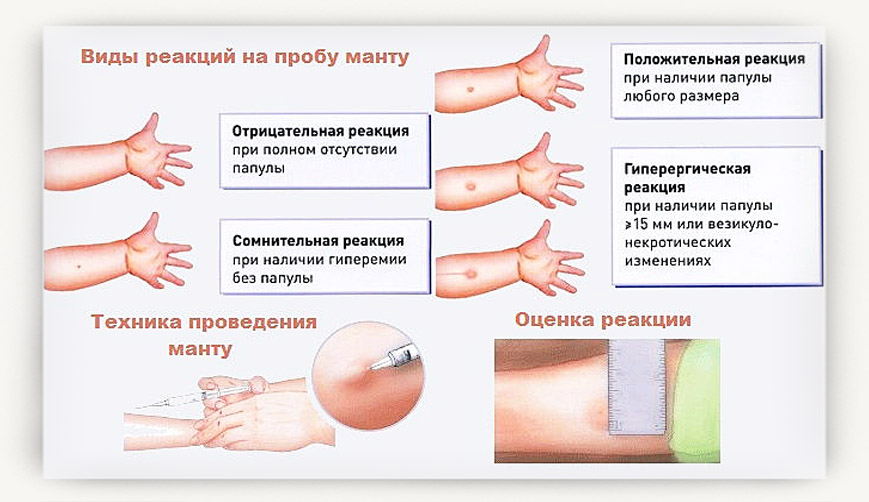 Виды реакций на пробу манту
Отрицательная реакция
при полном отсутствии
папулы
Сомнительная реакция
при наличии гиперемии
без папулы
Положительная реакция
при наличии папулы
любого размера
Гиперергическая
реакция
при наличии папулы
≥15 мм или везикуло-
некротических
изменениях
Техника проведения
манту
Оценка реакции